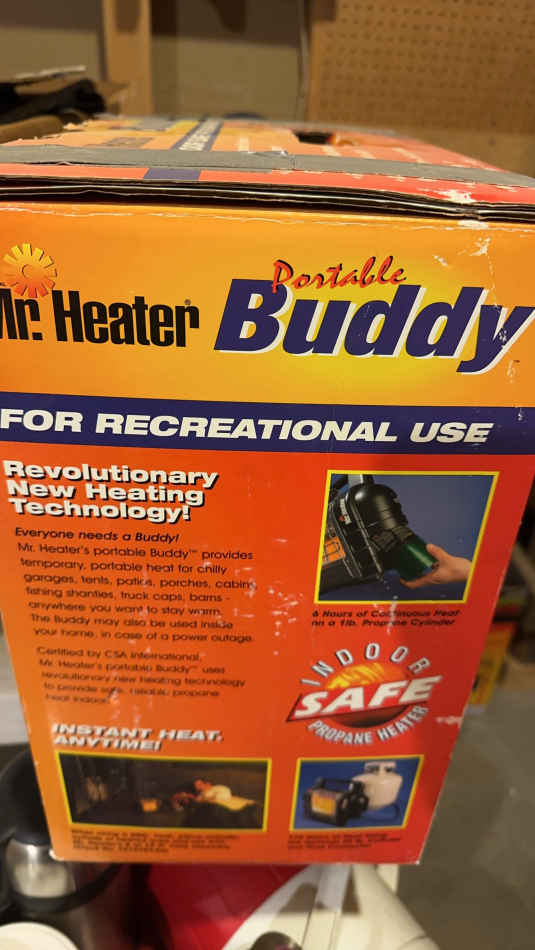 Mr. Heater®
Portable
Buddy™
FOR RECREATIONAL USE
Revolutionary
New Heating
Technology!
Everyone needs a Buddy!
Mr. Heater's portable Buddy™ provides
temporary, portable heat for chilly
garages, tents, patios, porches, cabins,
fishing shanties, truck caps, barns -
anywhere you want to stay warm.
The Buddy may also be used inside
your home, in case of a power outage.
Certified by CSA International,
Mr. Heater's portable Buddy™ uses
revolutionary new heating technology
to provide safe, reliable, propane
heat indoors.
6 Hours of Continuous Heat
on a 1lb. Propane Cylinder
INDOOR
SAFE
PROPANE HEATER
INSTANT HEAT,
ANYTIME!